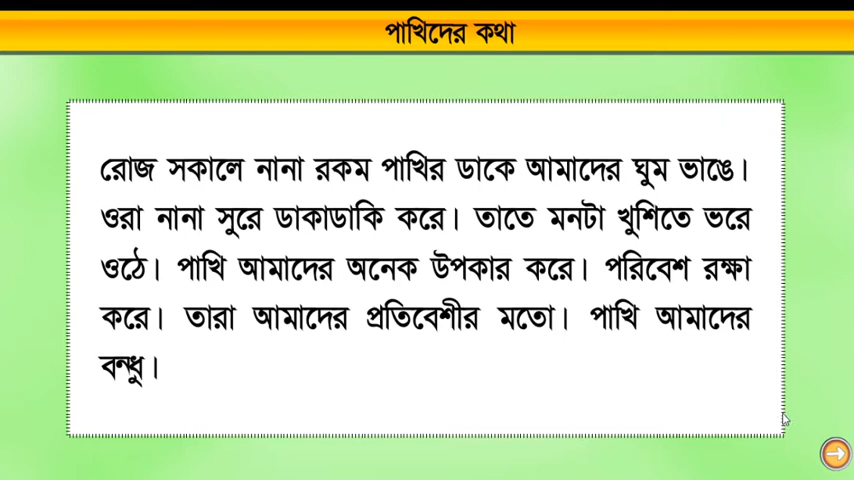 পাখিদের কথা
রোজ সকালে নানা রকম পাখির ডাকে আমাদের ঘুম ভাঙে।
ওরা নানা সুরে ডাকাডাকি করে। তাতে মনটা খুশিতে ভরে
ওঠে। পাখি আমাদের অনেক উপকার করে। পরিবেশ রক্ষা
করে। তারা আমাদের প্রতিবেশীর মতো। পাখি আমাদের
বন্ধু।